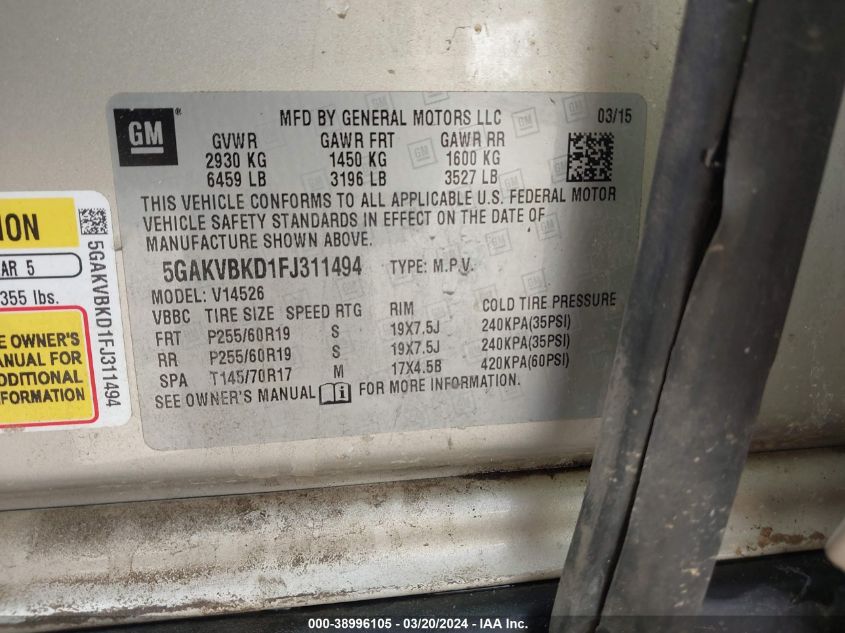 GM ®
MFD BY GENERAL MOTORS LLC 03/15
GVWR GAWR FRT GAWR RR
2930 KG 1450 KG 1600 KG
6459 LB 3196 LB 3527 LB
THIS VEHICLE CONFORMS TO ALL APPLICABLE U.S. FEDERAL MOTOR
VEHICLE SAFETY STANDARDS IN EFFECT ON THE DATE OF
MANUFACTURE SHOWN ABOVE.
5GAKVBKD1FJ311494 TYPE: M.P.V.
MODEL: V14526
VBBC TIRE SIZE SPEED RTG RIM COLD TIRE PRESSURE
FRT P255/60R19 S 19X7.5J 240KPA(35PSI)
RR P255/60R19 S 19X7.5J 240KPA(35PSI)
SPA T145/70R17 M 17X4.5B 420KPA(60PSI)
SEE OWNER'S MANUAL i FOR MORE INFORMATION.
AR 5
355 lbs.
OWNER'S
MANUAL FOR
ADDITIONAL
INFORMATION
5GAKVBKD1FJ311494
000-38996105 - 03/20/2024 - IAA Inc.